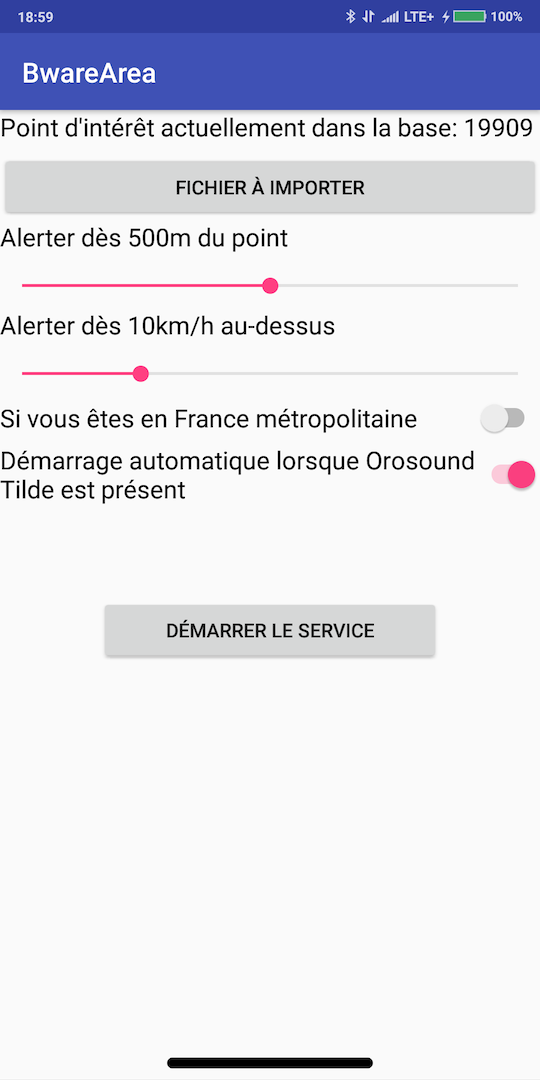 18:59 LTE+ 100%
BwareArea
Point d'intérêt actuellement dans la base: 19909
FICHIER À IMPORTER
Alerter dès 500m du point
Alerter dès 10km/h au-dessus
Si vous êtes en France métropolitaine
Démarrage automatique lorsque Orosound
Tilde est présent
DÉMARRER LE SERVICE